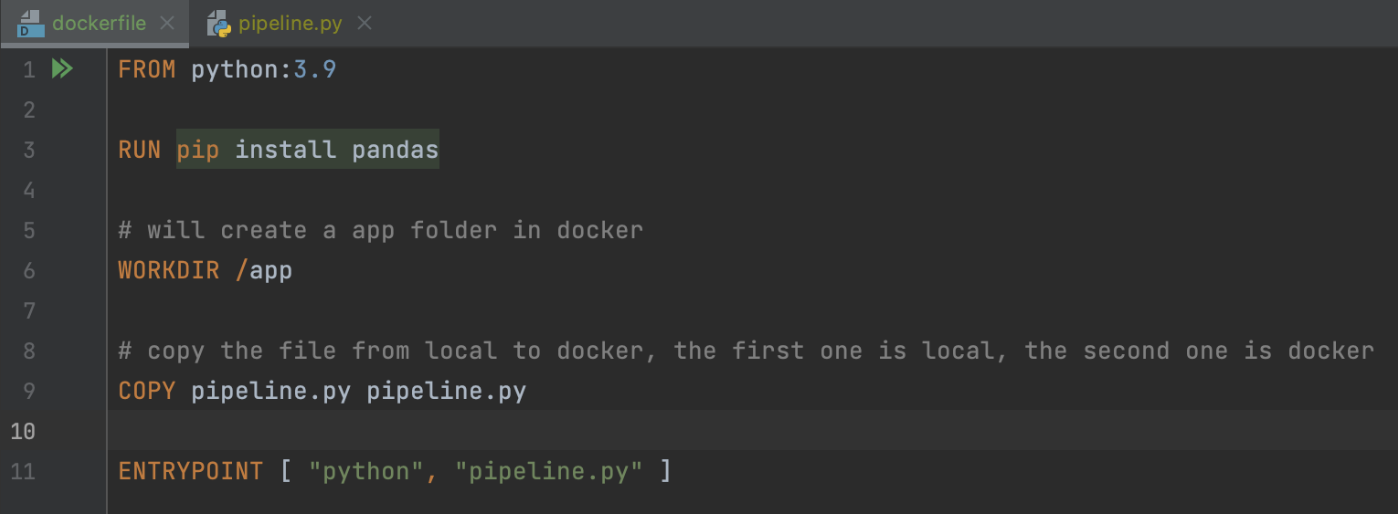 dockerfile pipeline.py
1 FROM python:3.9
2
3 RUN pip install pandas
4
5 # will create a app folder in docker
6 WORKDIR /app
7
8 # copy the file from local to docker, the first one is local, the second one is docker
9 COPY pipeline.py pipeline.py
10
11 ENTRYPOINT [ "python", "pipeline.py" ]